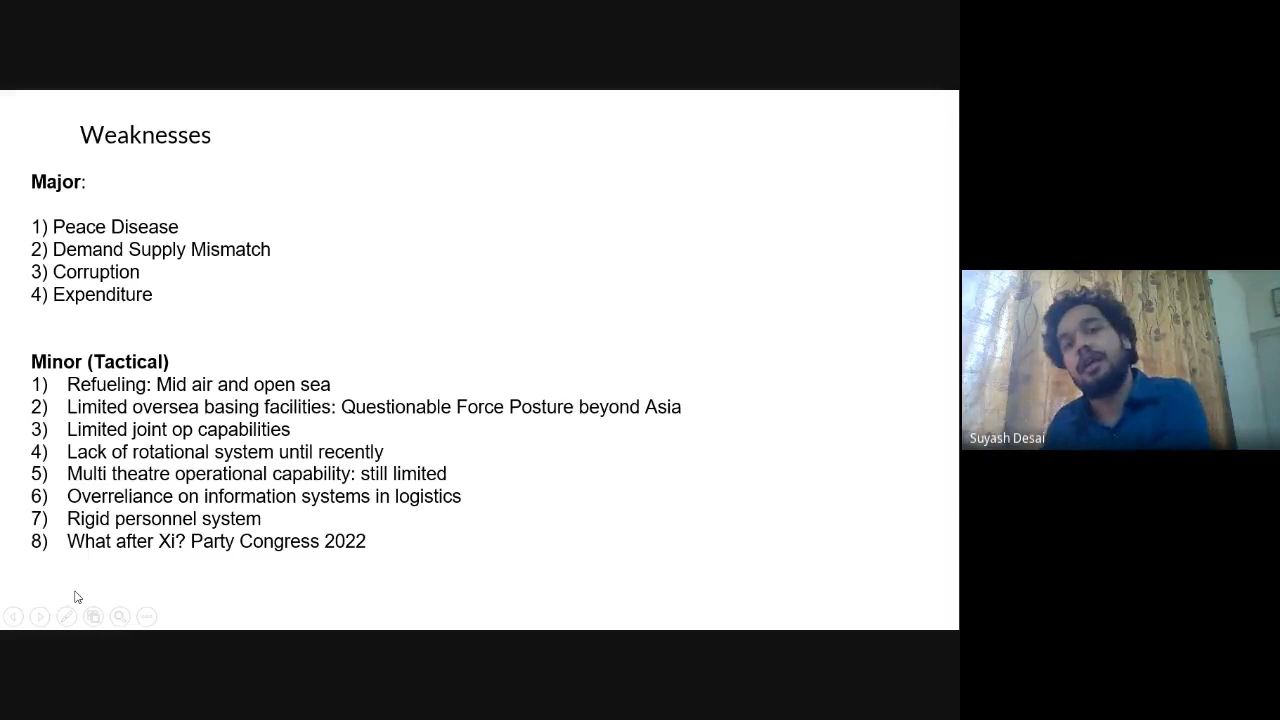 Weaknesses
Major:
1) Peace Disease
2) Demand Supply Mismatch
3) Corruption
4) Expenditure
Minor (Tactical)
1) Refueling: Mid air and open sea
2) Limited oversea basing facilities: Questionable Force Posture beyond Asia
3) Limited joint op capabilities
4) Lack of rotational system until recently
5) Multi theatre operational capability: still limited
6) Overreliance on information systems in logistics
7) Rigid personnel system
8) What after Xi? Party Congress 2022
Suyash Desai